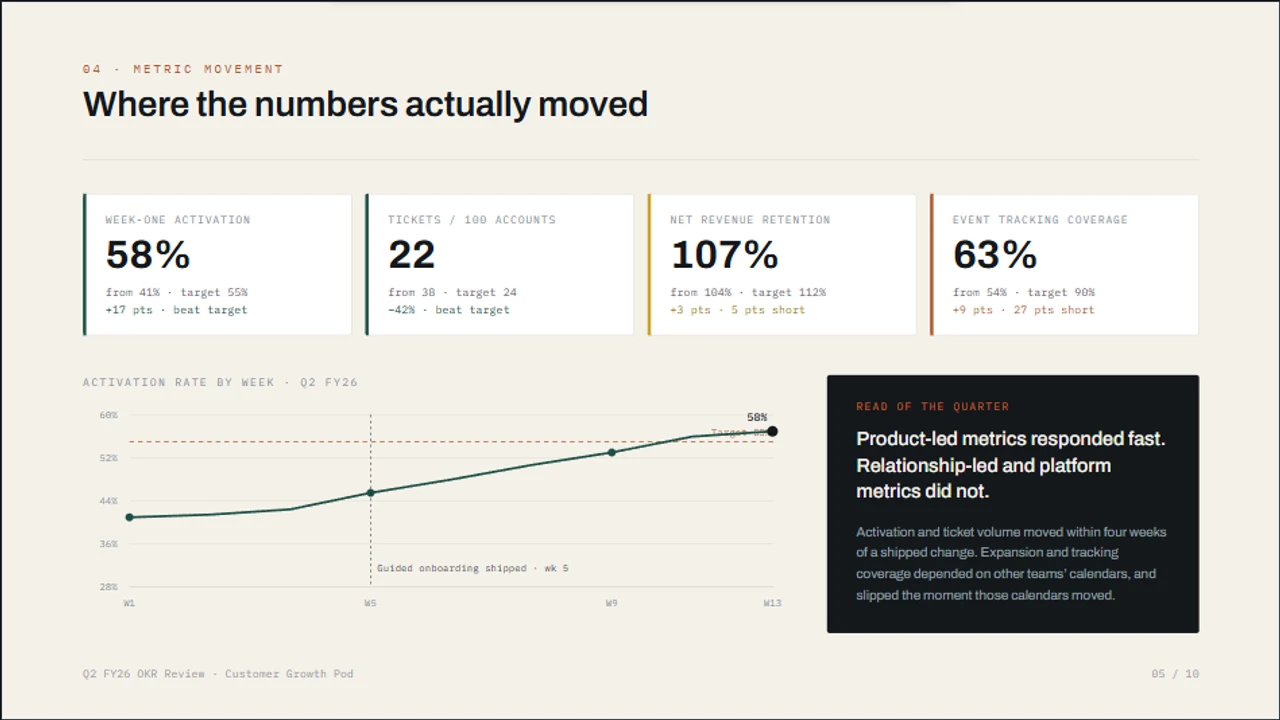 04 · METRIC MOVEMENT
Where the numbers actually moved
WEEK-ONE ACTIVATION
58%
from 41% · target 55%
+17 pts · beat target
TICKETS / 100 ACCOUNTS
22
from 38 · target 24
−42% · beat target
NET REVENUE RETENTION
107%
from 104% · target 112%
+3 pts · 5 pts short
EVENT TRACKING COVERAGE
63%
from 54% · target 90%
+9 pts · 27 pts short
ACTIVATION RATE BY WEEK · Q2 FY26
60%
52%
44%
36%
28%
58%
Target
Guided onboarding shipped · wk 5
W1
W5
W9
W13
READ OF THE QUARTER
Product-led metrics responded fast.
Relationship-led and platform
metrics did not.
Activation and ticket volume moved within four weeks
of a shipped change. Expansion and tracking
coverage depended on other teams’ calendars, and
slipped the moment those calendars moved.
Q2 FY26 OKR Review · Customer Growth Pod
05 / 10